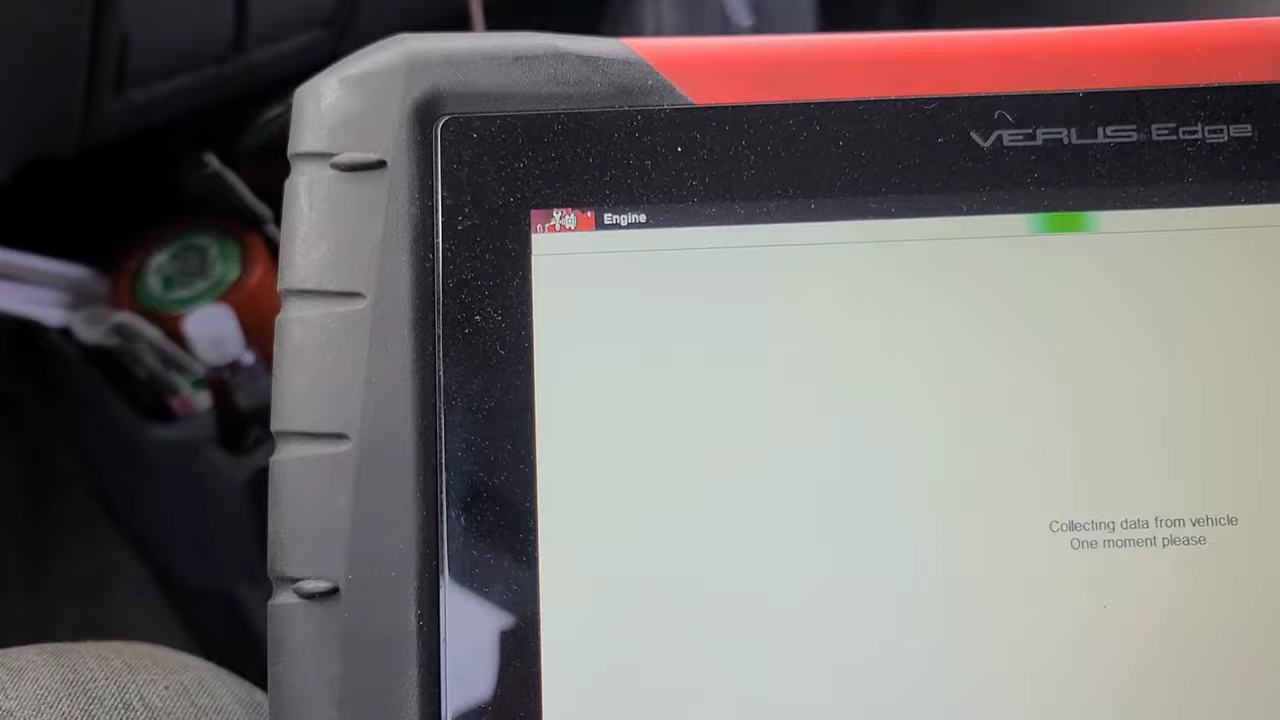 VERUS Edge
Engine
Collecting data from vehicle
One moment please...